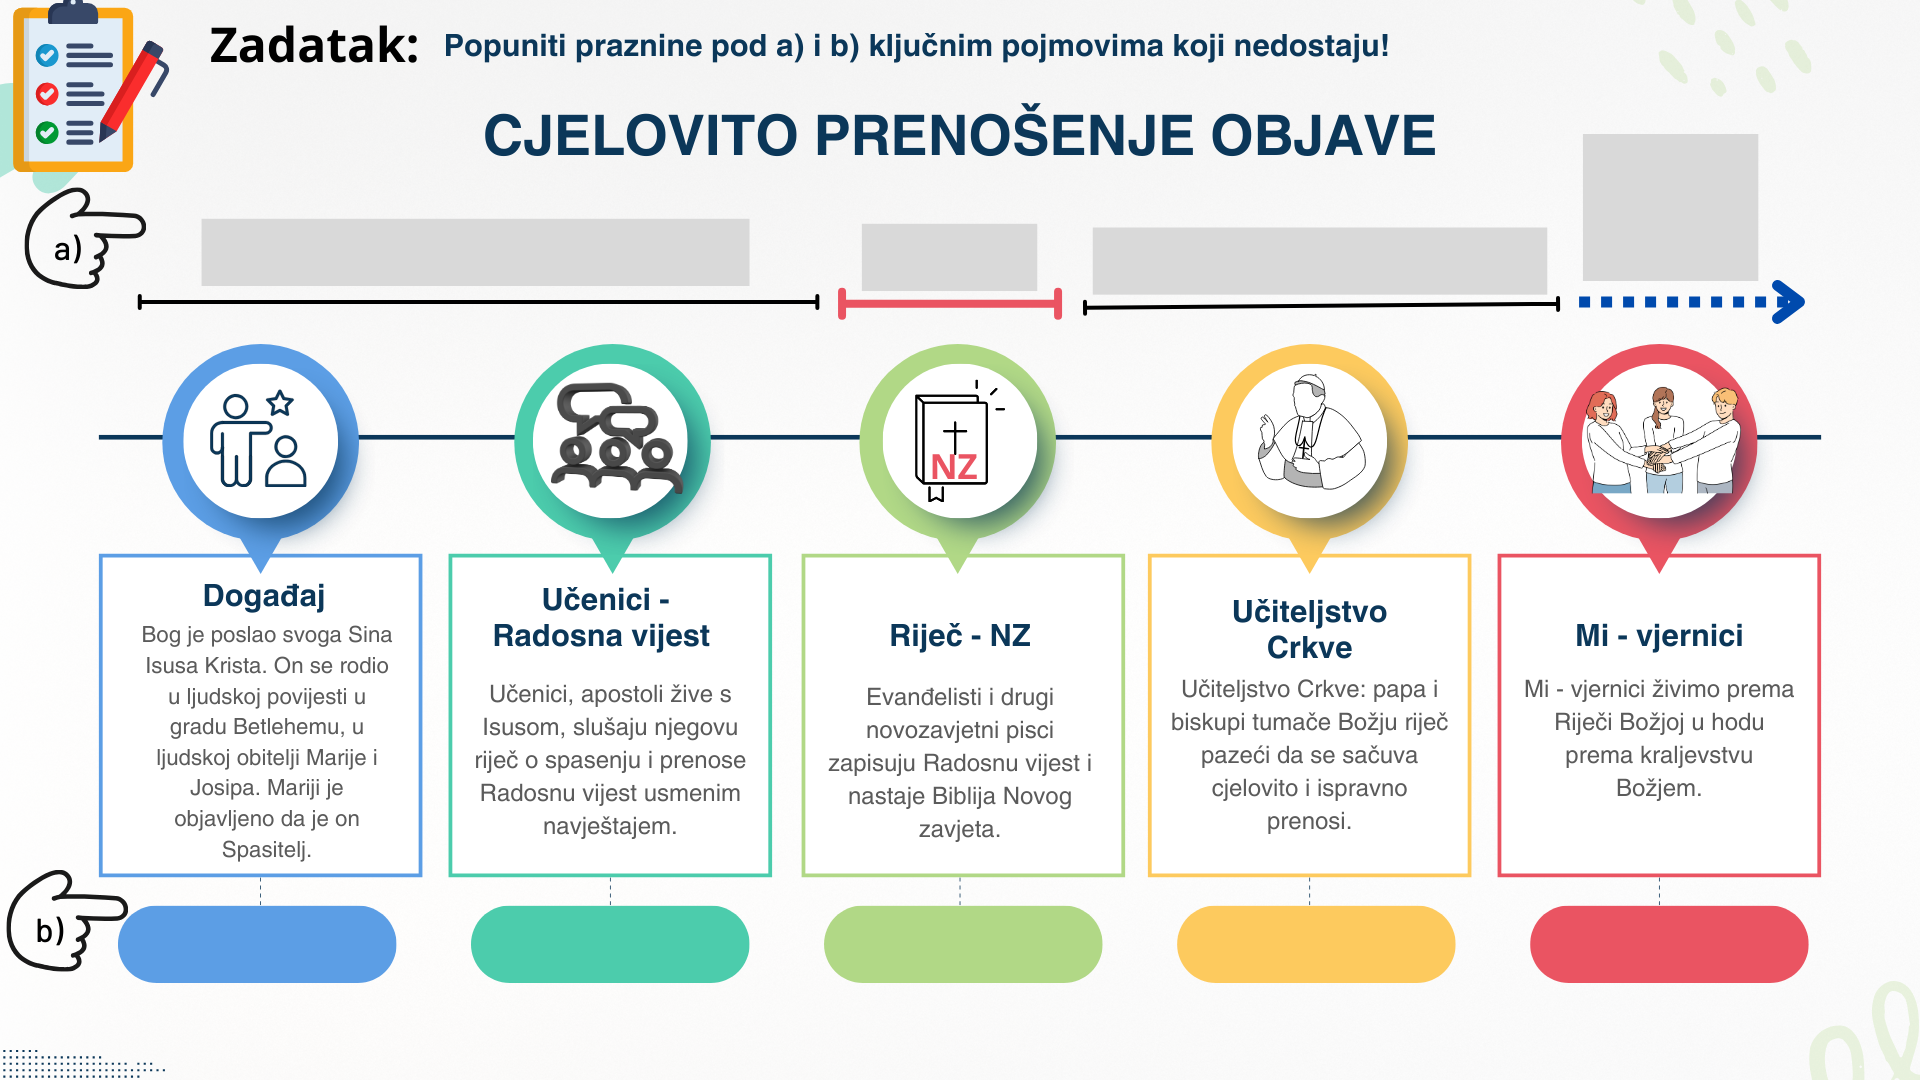 Zadatak: Popuniti praznine pod a) i b) ključnim pojmovima koji nedostaju!
CJELOVITO PRENOŠENJE OBJAVE
a)
NZ
Događaj
Bog je poslao svoga Sina
Isusa Krista. On se rodio
u ljudskoj povijesti u
gradu Betlehemu, u
ljudskoj obitelji Marije i
Josipa. Mariji je
objavljeno da je on
Spasitelj.
Učenici -
Radosna vijest
Učenici, apostoli žive s
Isusom, slušaju njegovu
riječ o spasenju i prenose
Radosnu vijest usmenim
navještajem.
Riječ - NZ
Evanđelisti i drugi
novozavjetni pisci
zapisuju Radosnu vijest i
nastaje Biblija Novog
zavjeta.
Učiteljstvo
Crkve
Učiteljstvo Crkve: papa i
biskupi tumače Božju riječ
pazeći da se sačuva
cjelovito i ispravno
prenosi.
Mi - vjernici
Mi - vjernici živimo prema
Riječi Božjoj u hodu
prema kraljevstvu
Božjem.
b)